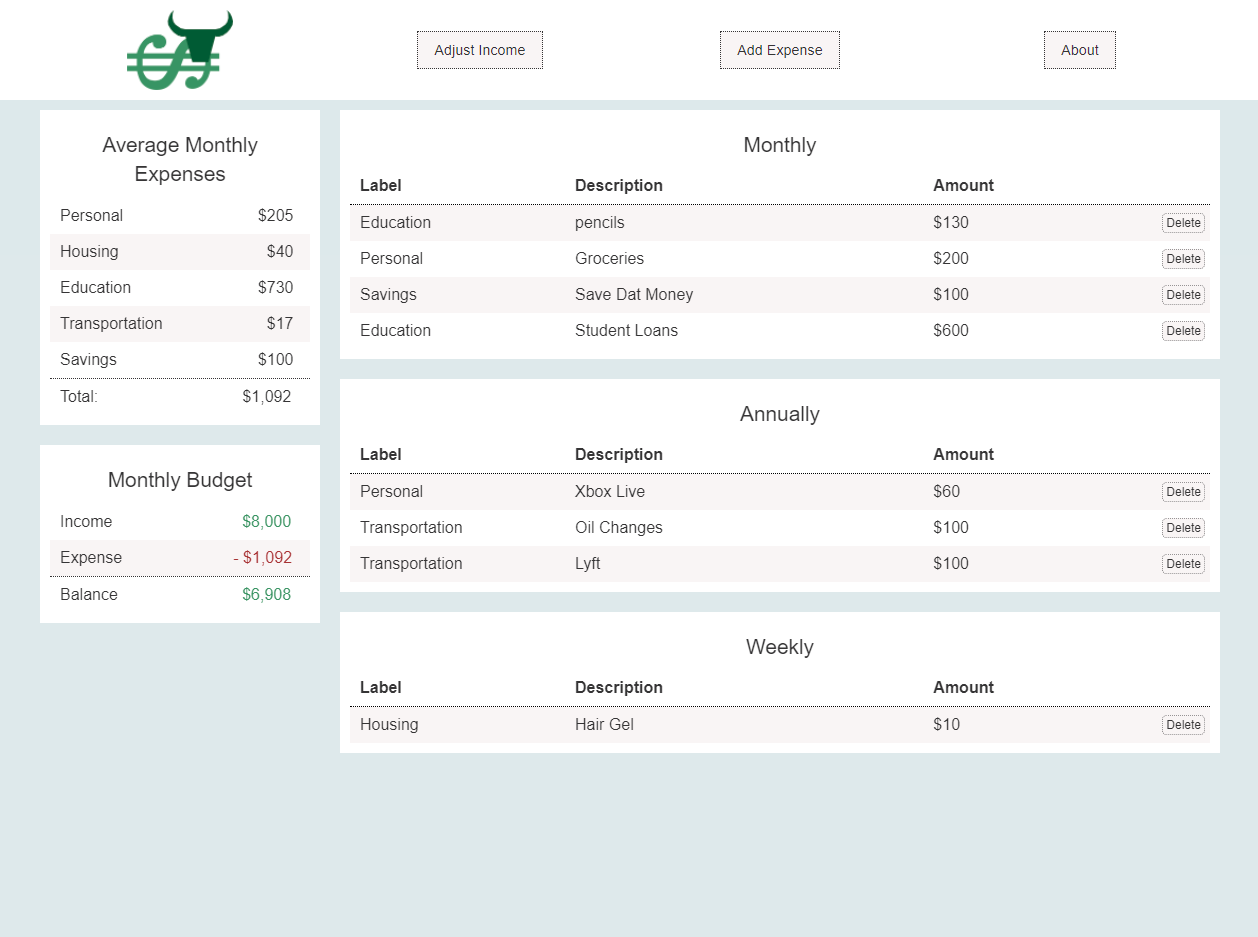 Adjust Income
Add Expense
About
Average Monthly
Expenses
Personal $205
Housing $40
Education $730
Transportation $17
Savings $100
Total: $1,092
Monthly Budget
Income $8,000
Expense - $1,092
Balance $6,908
Monthly
Label Description Amount
Education pencils $130 Delete
Personal Groceries $200 Delete
Savings Save Dat Money $100 Delete
Education Student Loans $600 Delete
Annually
Label Description Amount
Personal Xbox Live $60 Delete
Transportation Oil Changes $100 Delete
Transportation Lyft $100 Delete
Weekly
Label Description Amount
Housing Hair Gel $10 Delete